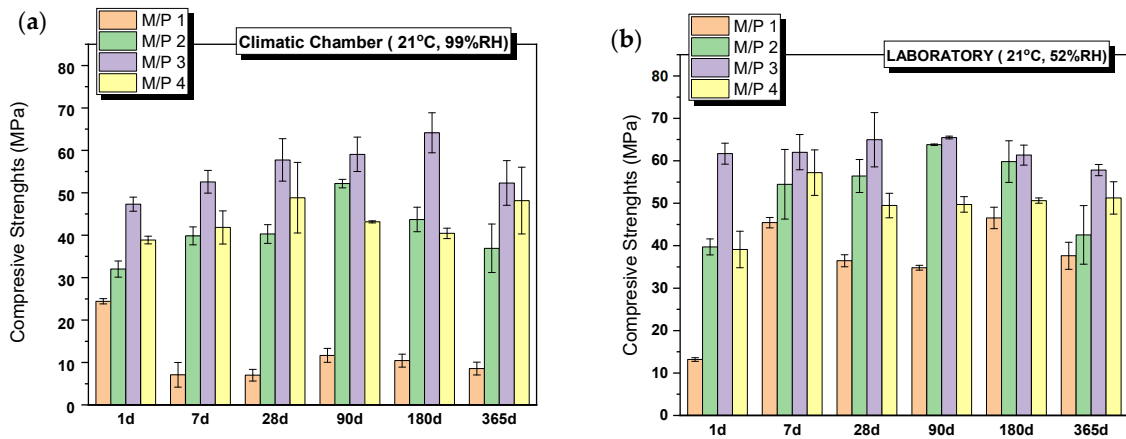 (a)
M/P 1
M/P 2
M/P 3
M/P 4
Climatic Chamber ( 21°C, 99%RH)
Compresive Strenghts (MPa)
80
70
60
50
40
30
20
10
0
1d 7d 28d 90d 180d 365d
(b)
M/P 1
M/P 2
M/P 3
M/P 4
LABORATORY ( 21°C, 52%RH)
Compresive Strenghts (MPa)
80
70
60
50
40
30
20
10
0
1d 7d 28d 90d 180d 365d